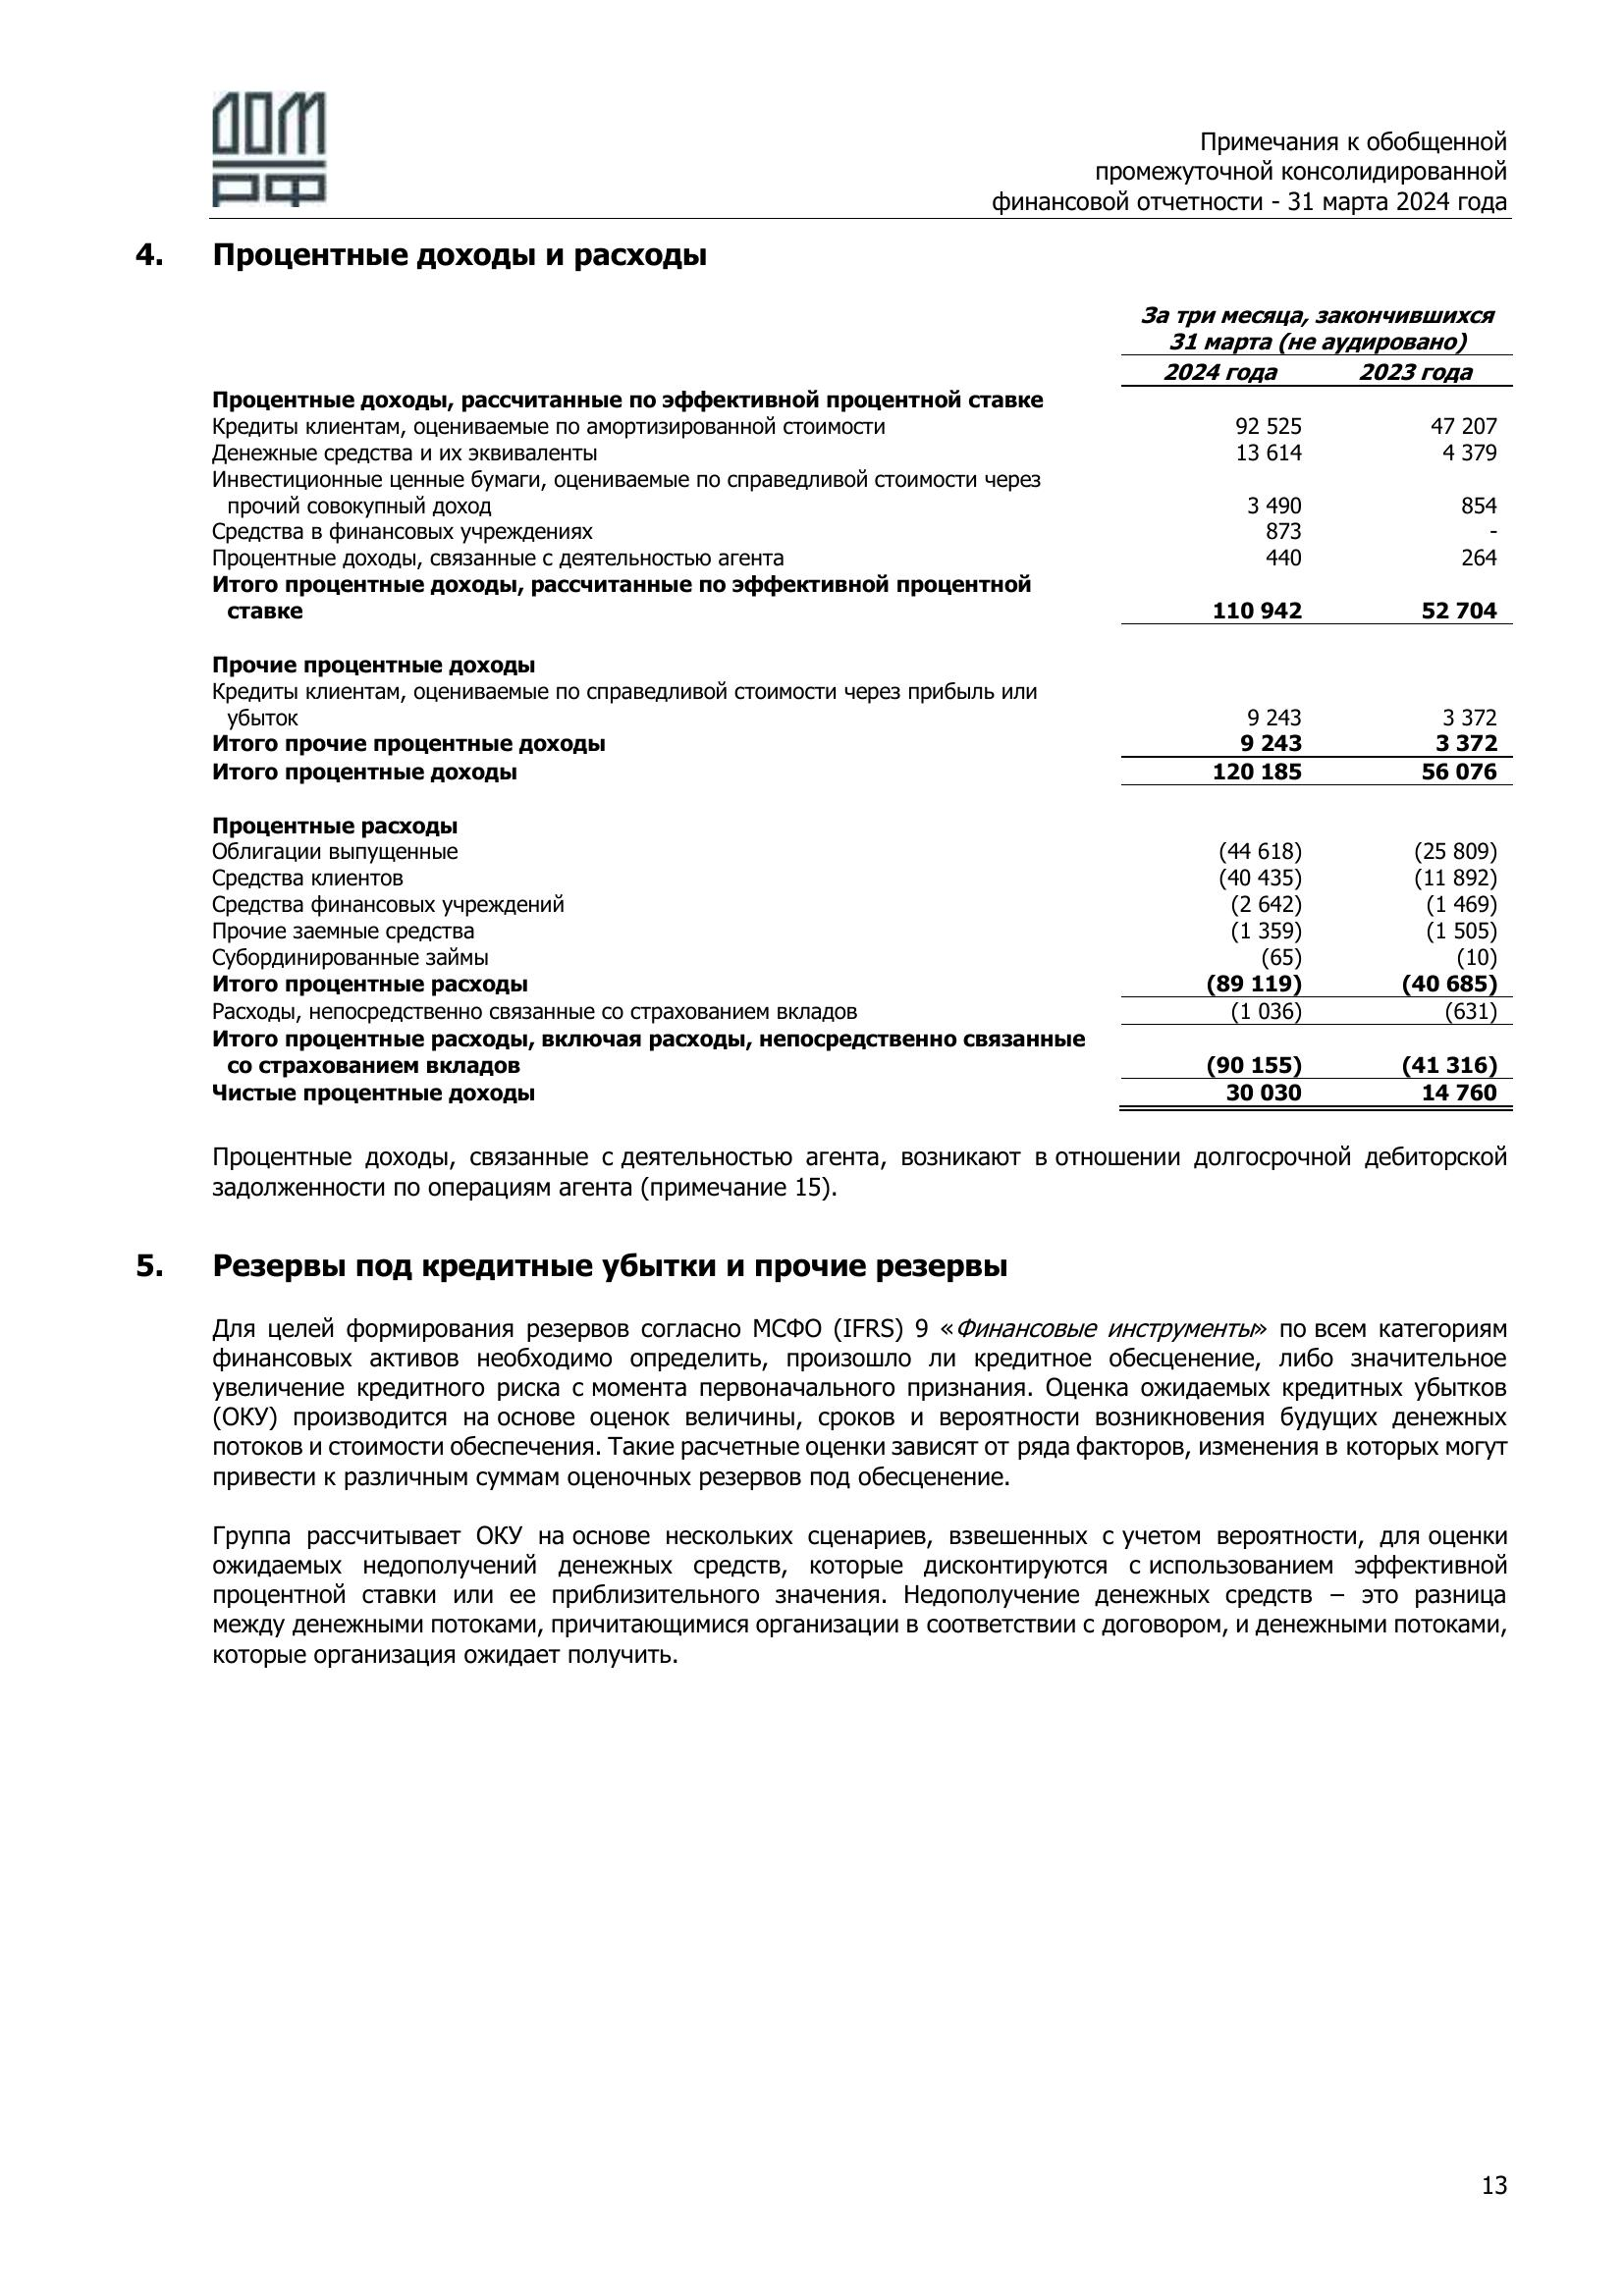 ДОМ
РФ
Примечания к обобщенной
промежуточной консолидированной
финансовой отчетности - 31 марта 2024 года
4. Процентные доходы и расходы
За три месяца, закончившихся
31 марта (не аудировано)
2024 года 2023 года
Процентные доходы, рассчитанные по эффективной процентной ставке
Кредиты клиентам, оцениваемые по амортизированной стоимости 92 525 47 207
Денежные средства и их эквиваленты 13 614 4 379
Инвестиционные ценные бумаги, оцениваемые по справедливой стоимости через
прочий совокупный доход 3 490 854
Средства в финансовых учреждениях 873 -
Процентные доходы, связанные с деятельностью агента 440 264
Итого процентные доходы, рассчитанные по эффективной процентной
ставке 110 942 52 704
Прочие процентные доходы
Кредиты клиентам, оцениваемые по справедливой стоимости через прибыль или
убыток 9 243 3 372
Итого прочие процентные доходы 9 243 3 372
Итого процентные доходы 120 185 56 076
Процентные расходы
Облигации выпущенные (44 618) (25 809)
Средства клиентов (40 435) (11 892)
Средства финансовых учреждений (2 642) (1 469)
Прочие заемные средства (1 359) (1 505)
Субординированные займы (65) (10)
Итого процентные расходы (89 119) (40 685)
Расходы, непосредственно связанные со страхованием вкладов (1 036) (631)
Итого процентные расходы, включая расходы, непосредственно связанные
со страхованием вкладов (90 155) (41 316)
Чистые процентные доходы 30 030 14 760
Процентные доходы, связанные с деятельностью агента, возникают в отношении долгосрочной дебиторской
задолженности по операциям агента (примечание 15).
5. Резервы под кредитные убытки и прочие резервы
Для целей формирования резервов согласно МСФО (IFRS) 9 «Финансовые инструменты» по всем категориям
финансовых активов необходимо определить, произошло ли кредитное обесценение, либо значительное
увеличение кредитного риска с момента первоначального признания. Оценка ожидаемых кредитных убытков
(ОКУ) производится на основе оценок величины, сроков и вероятности возникновения будущих денежных
потоков и стоимости обеспечения. Такие расчетные оценки зависят от ряда факторов, изменения в которых могут
привести к различным суммам оценочных резервов под обесценение.
Группа рассчитывает ОКУ на основе нескольких сценариев, взвешенных с учетом вероятности, для оценки
ожидаемых недополучений денежных средств, которые дисконтируются с использованием эффективной
процентной ставки или ее приблизительного значения. Недополучение денежных средств – это разница
между денежными потоками, причитающимися организации в соответствии с договором, и денежными потоками,
которые организация ожидает получить.
13